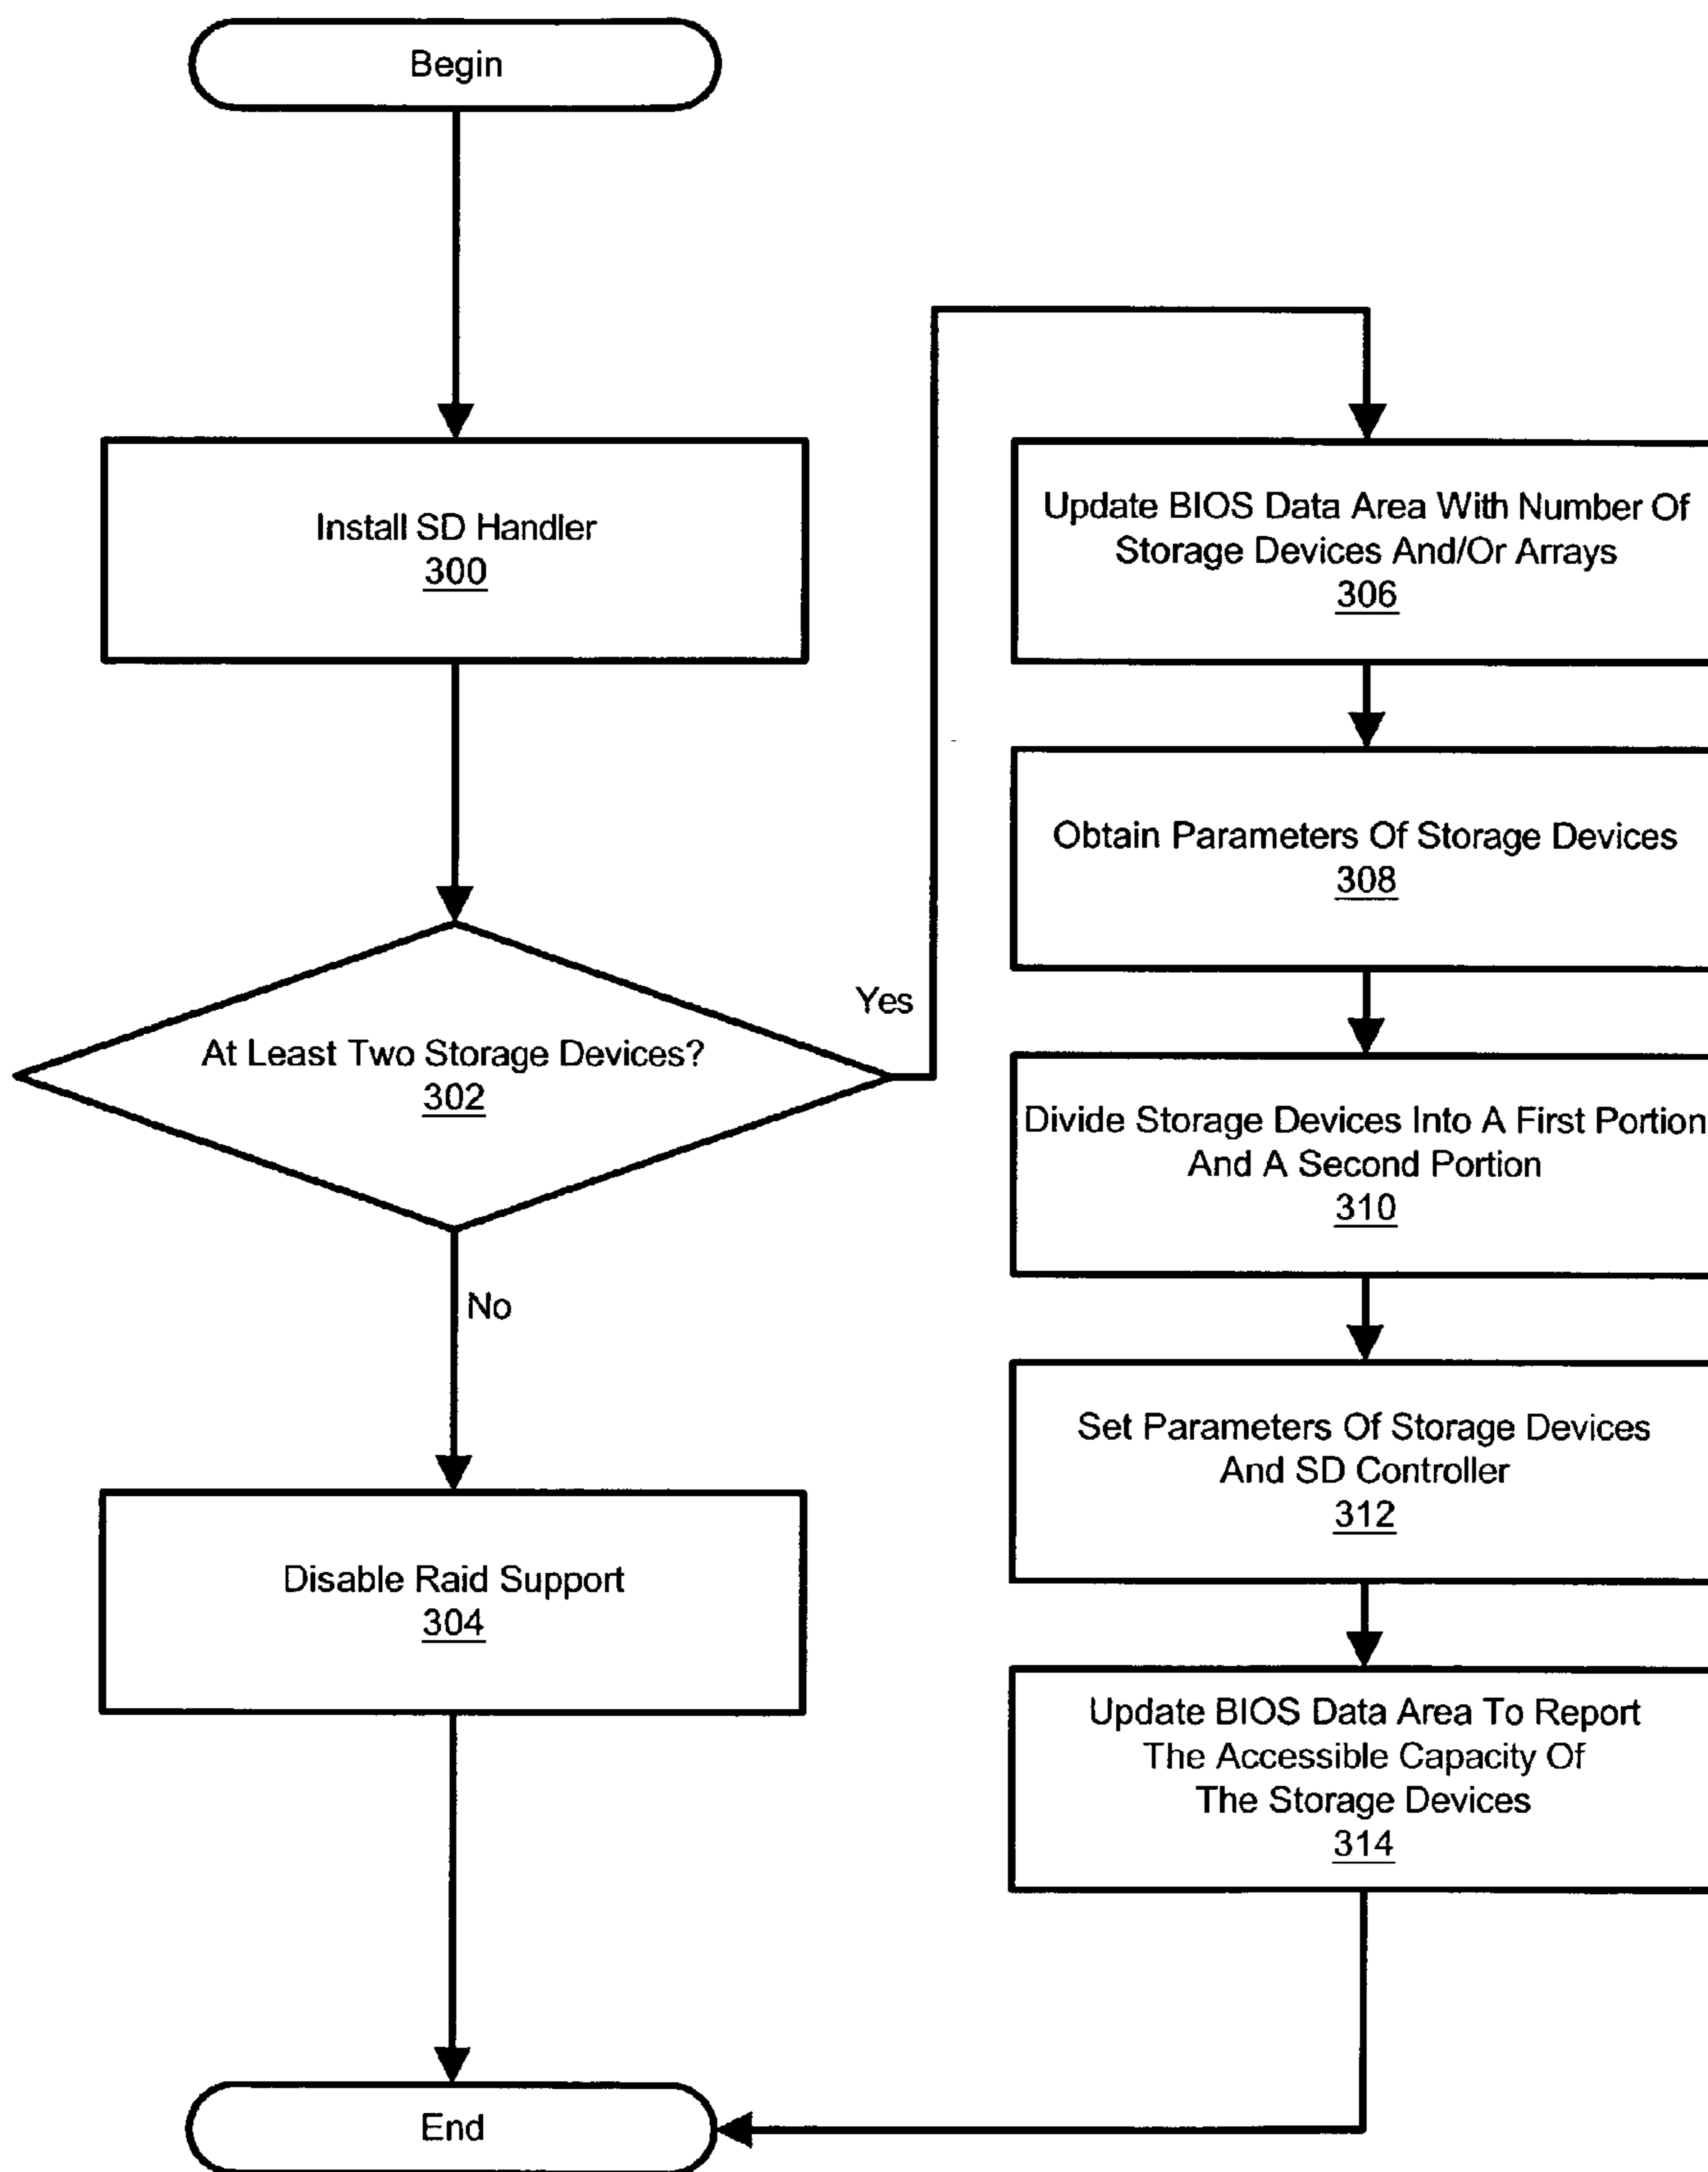 Begin
Install SD Handler
300
At Least Two Storage Devices?
302
Yes
No
Disable Raid Support
304
Update BIOS Data Area With Number Of
Storage Devices And/Or Arrays
306
Obtain Parameters Of Storage Devices
308
Divide Storage Devices Into A First Portion
And A Second Portion
310
Set Parameters Of Storage Devices
And SD Controller
312
Update BIOS Data Area To Report
The Accessible Capacity Of
The Storage Devices
314
End